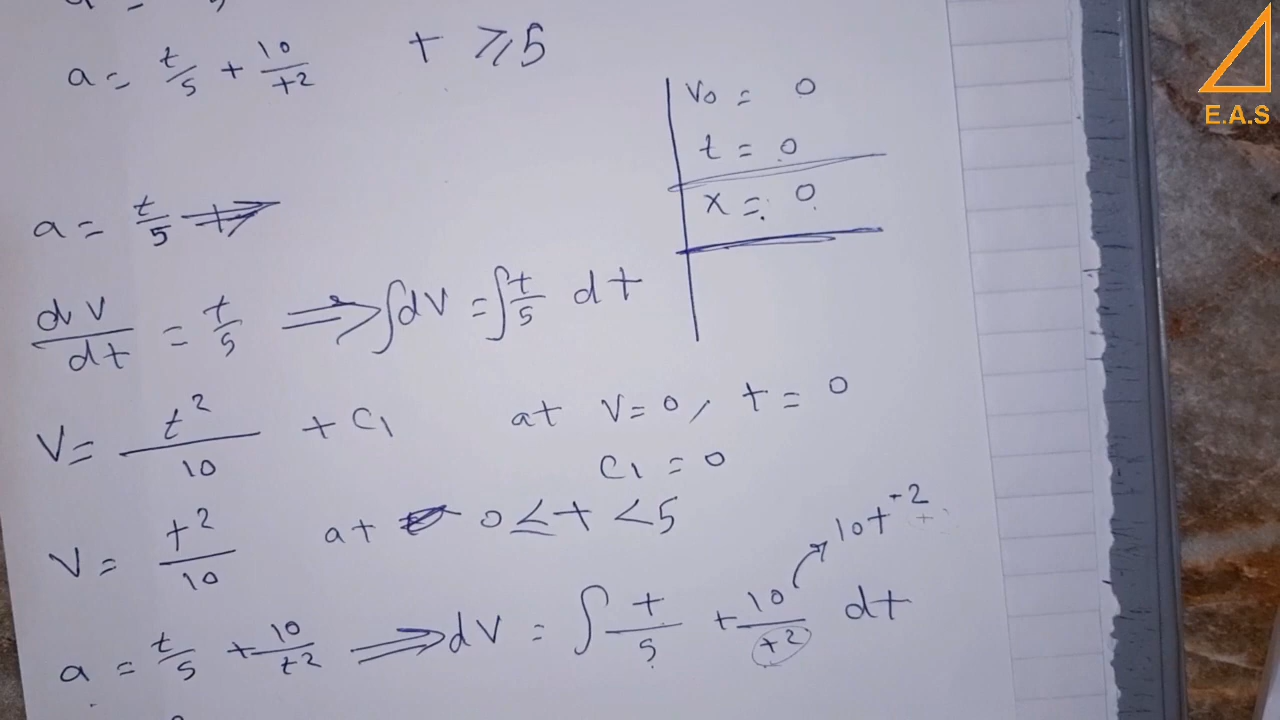 a = t/5 + 10/t² t ≥ 5
V0 = 0
t = 0
x = 0
a = t/5
dV/dt = t/5 ⟹ ∫dV = ∫t/5 dt
V = t²/10 + C1 at V=0, t = 0
C1 = 0
V = t²/10 at 0 ≤ t < 5
10t⁻²
a = t/5 + 10/t² ⟹ dV = ∫ t/5 + 10/t² dt
E.A.S